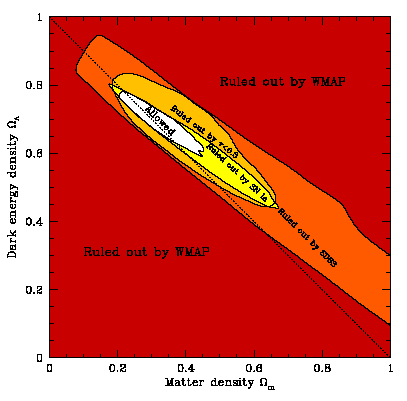 1
0.8
0.6
0.4
0.2
0
0
0.2
0.4
0.6
0.8
1
Dark energy density Ω_Λ
Matter density Ω_m
Ruled out by WMAP
Ruled out by τ<0.3
Allowed
Ruled out by SN Ia
Ruled out by SDSS
Ruled out by WMAP